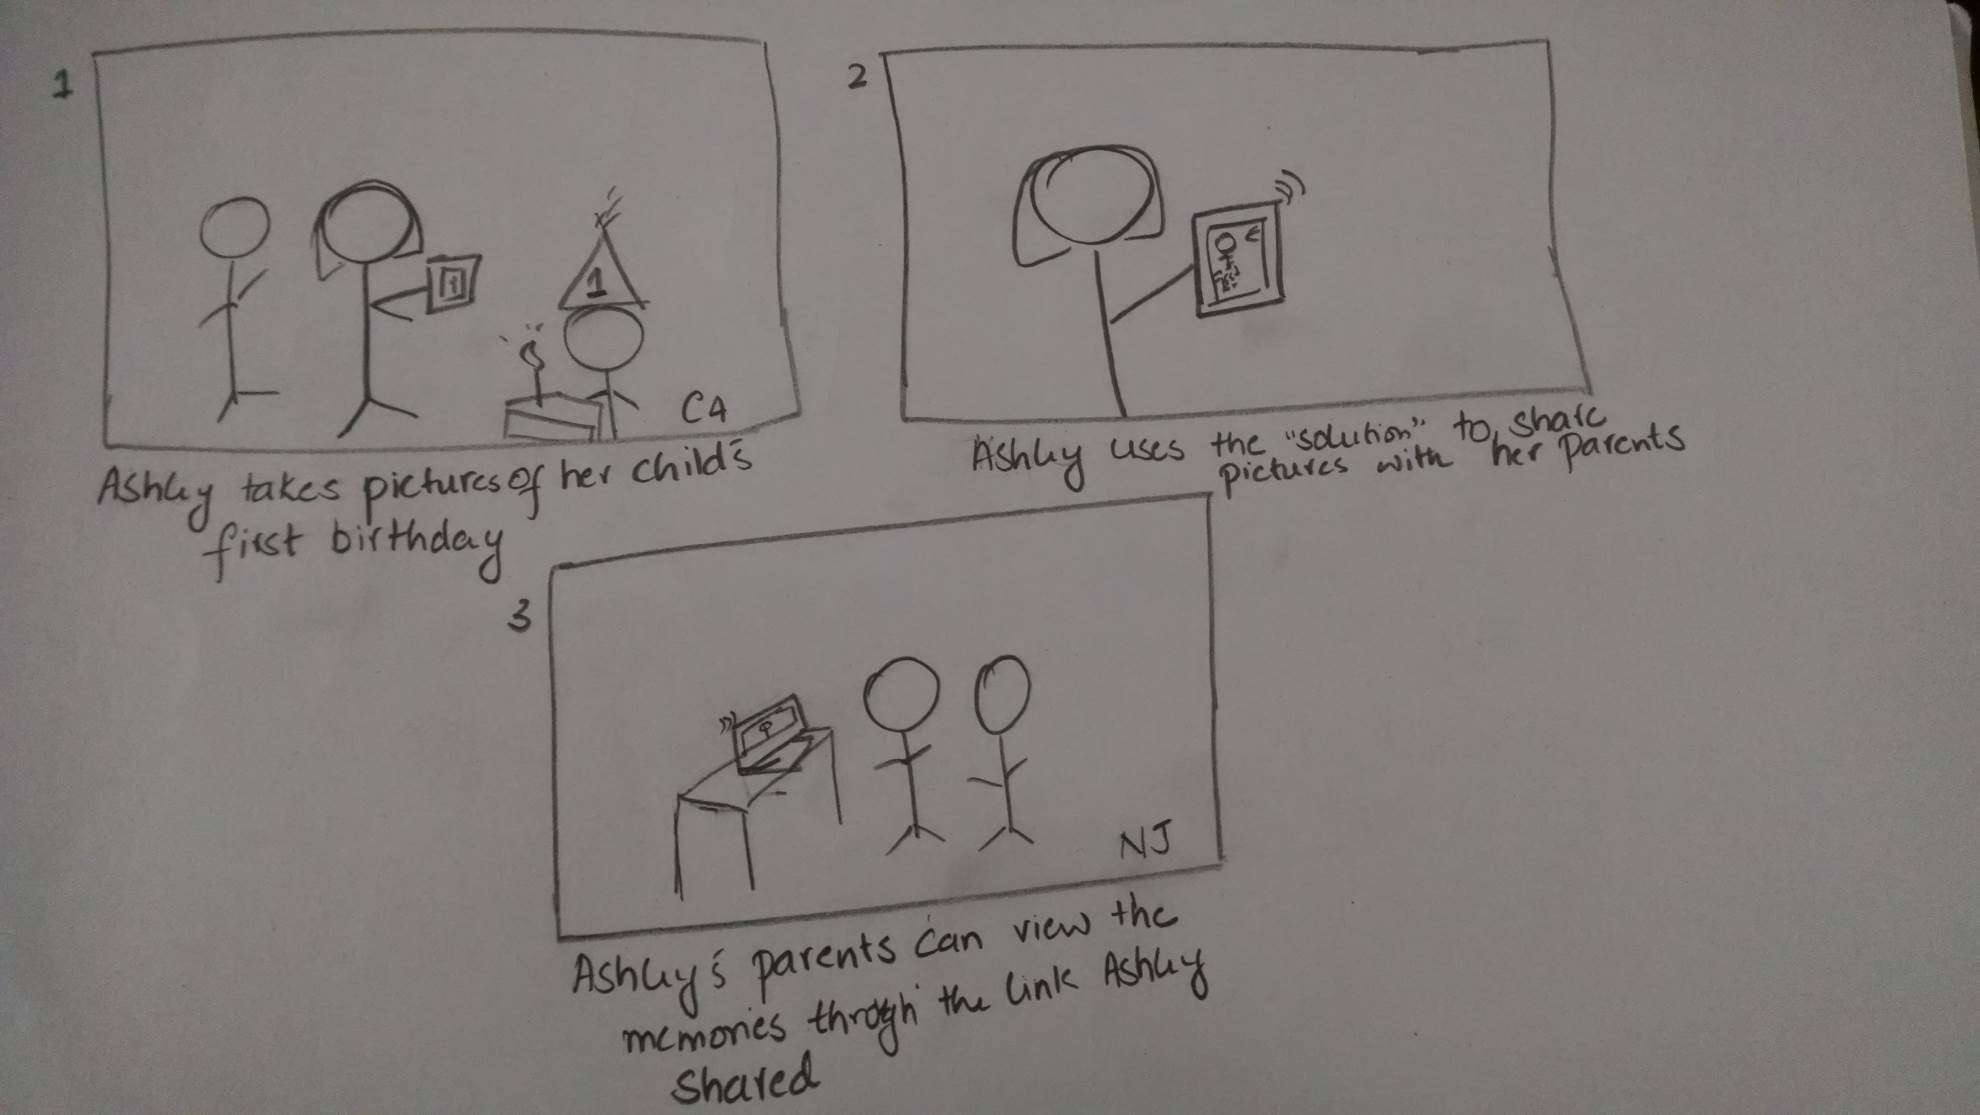 1
1
CA
Ashley takes pictures of her child's
first birthday
2
Ashley uses the "solution" to share
pictures with her parents
3
NJ
Ashley's parents can view the
memories throgh the link Ashley
shared